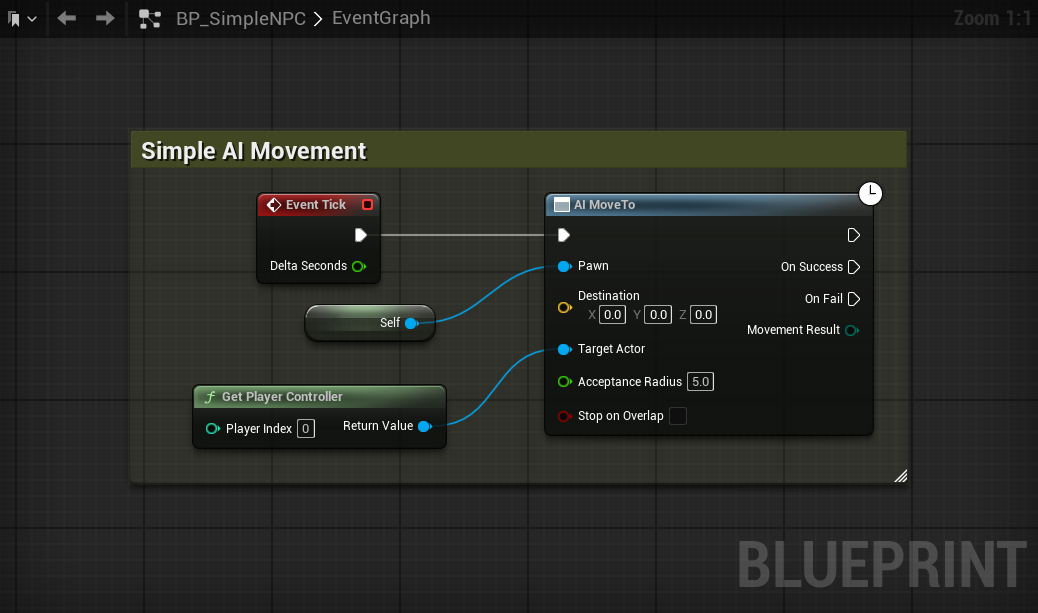 BP_SimpleNPC > EventGraph
Zoom 1:1
Simple AI Movement
Event Tick
Delta Seconds
Self
Get Player Controller
Player Index 0
Return Value
AI MoveTo
Pawn
On Success
Destination
X 0.0 Y 0.0 Z 0.0
On Fail
Movement Result
Target Actor
Acceptance Radius 5.0
Stop on Overlap
BLUEPRINT